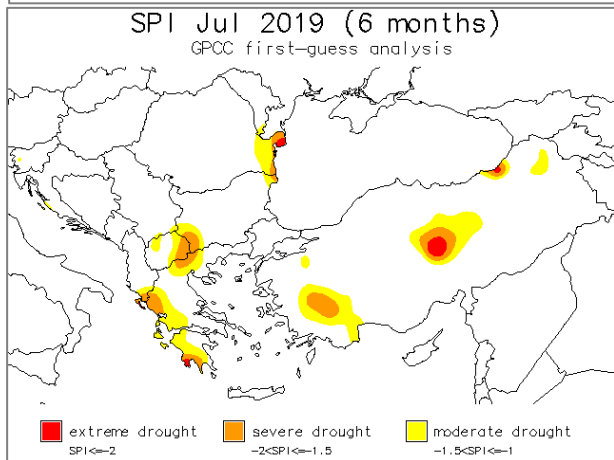 SPI Jul 2019 (6 months)
GPCC first-guess analysis
extreme drought severe drought moderate drought
SPI<=-2 -2<SPI<=-1.5 -1.5<SPI<=-1